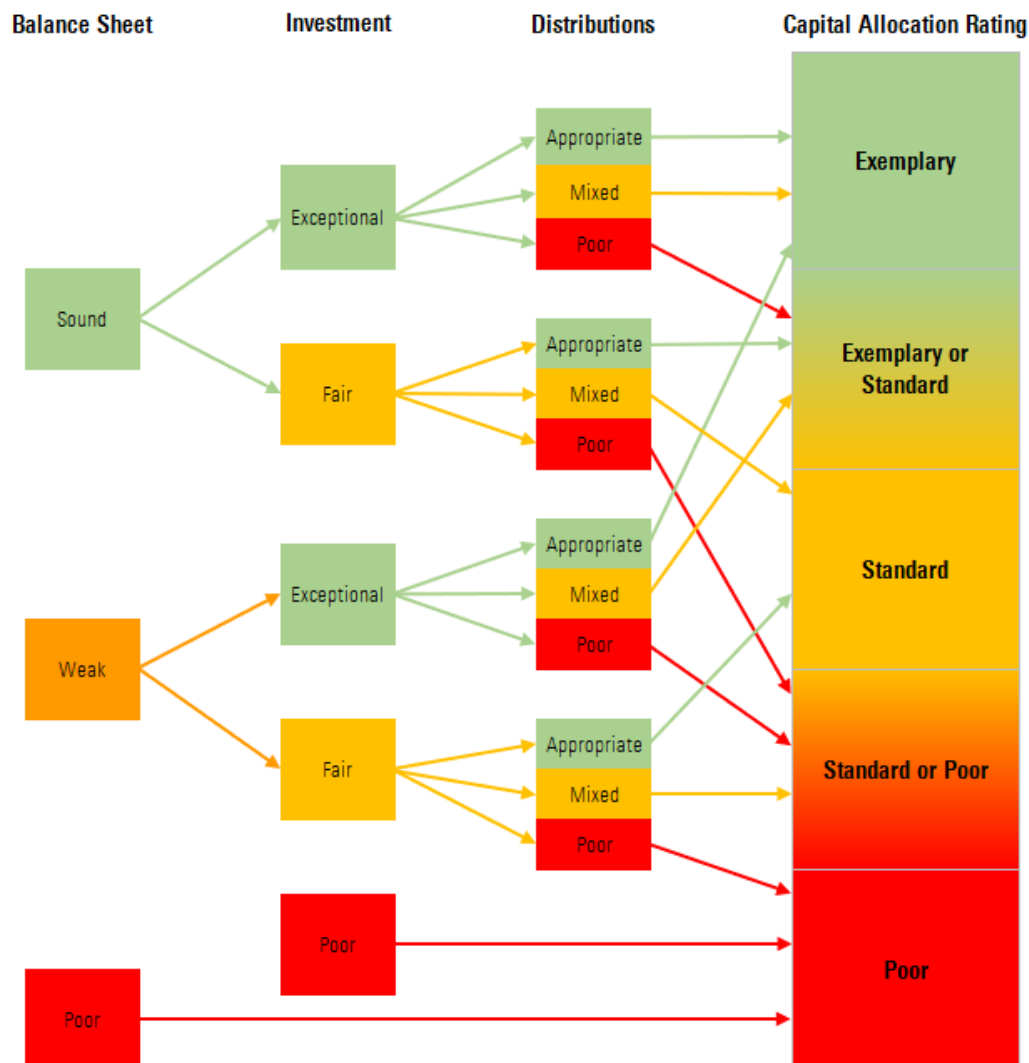 Balance Sheet
Investment
Distributions
Capital Allocation Rating
Appropriate
Exemplary
Mixed
Exceptional
Poor
Sound
Appropriate
Exemplary or
Standard
Fair
Mixed
Poor
Appropriate
Standard
Exceptional
Mixed
Poor
Weak
Appropriate
Fair
Standard or Poor
Mixed
Poor
Poor
Poor
Poor